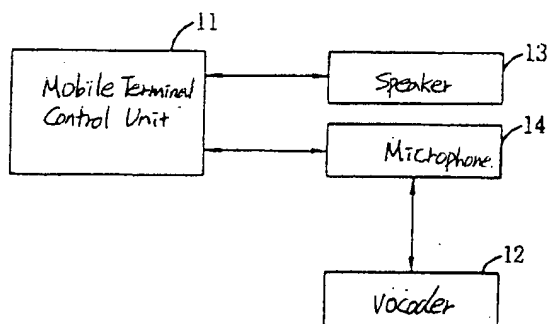 11
Mobile Terminal
Control Unit
13
Speaker
14
Microphone.
12
Vocoder